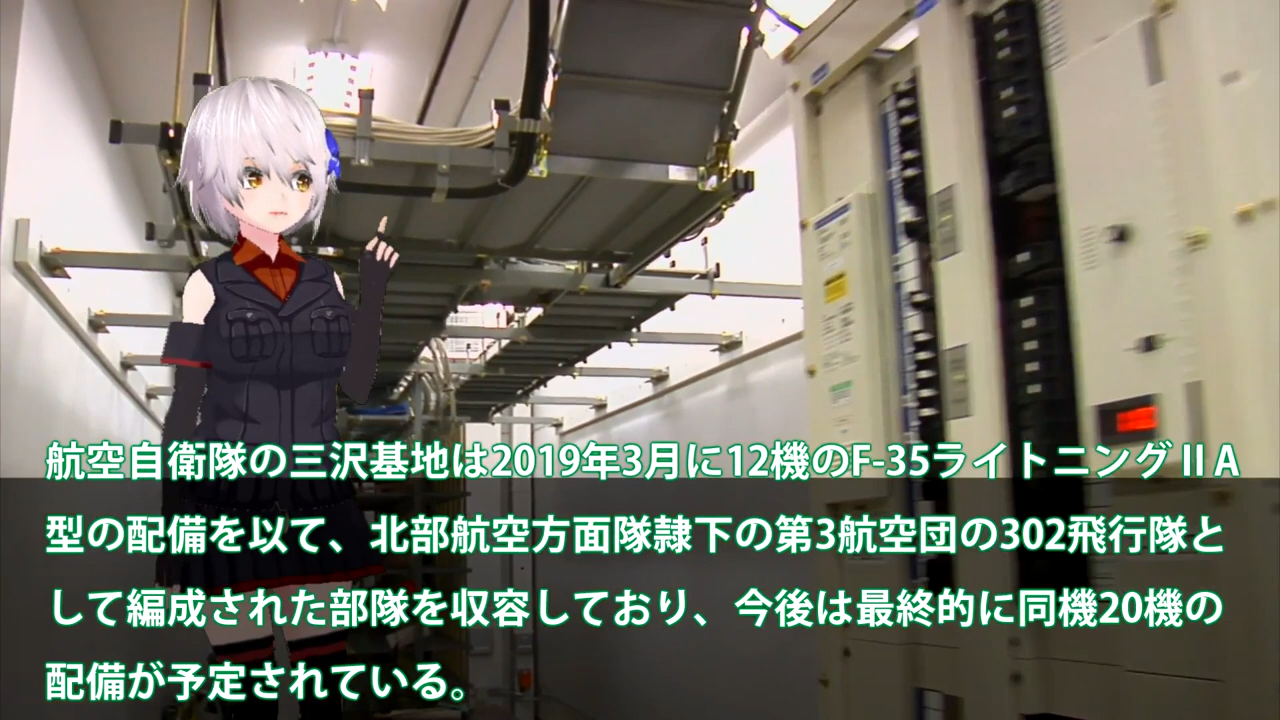 航空自衛隊の三沢基地は2019年3月に12機のF-35ライトニングⅡA
型の配備を以て、北部航空方面隊隷下の第3航空団の302飛行隊と
して編成された部隊を収容しており、今後は最終的に同機20機の
配備が予定されている。